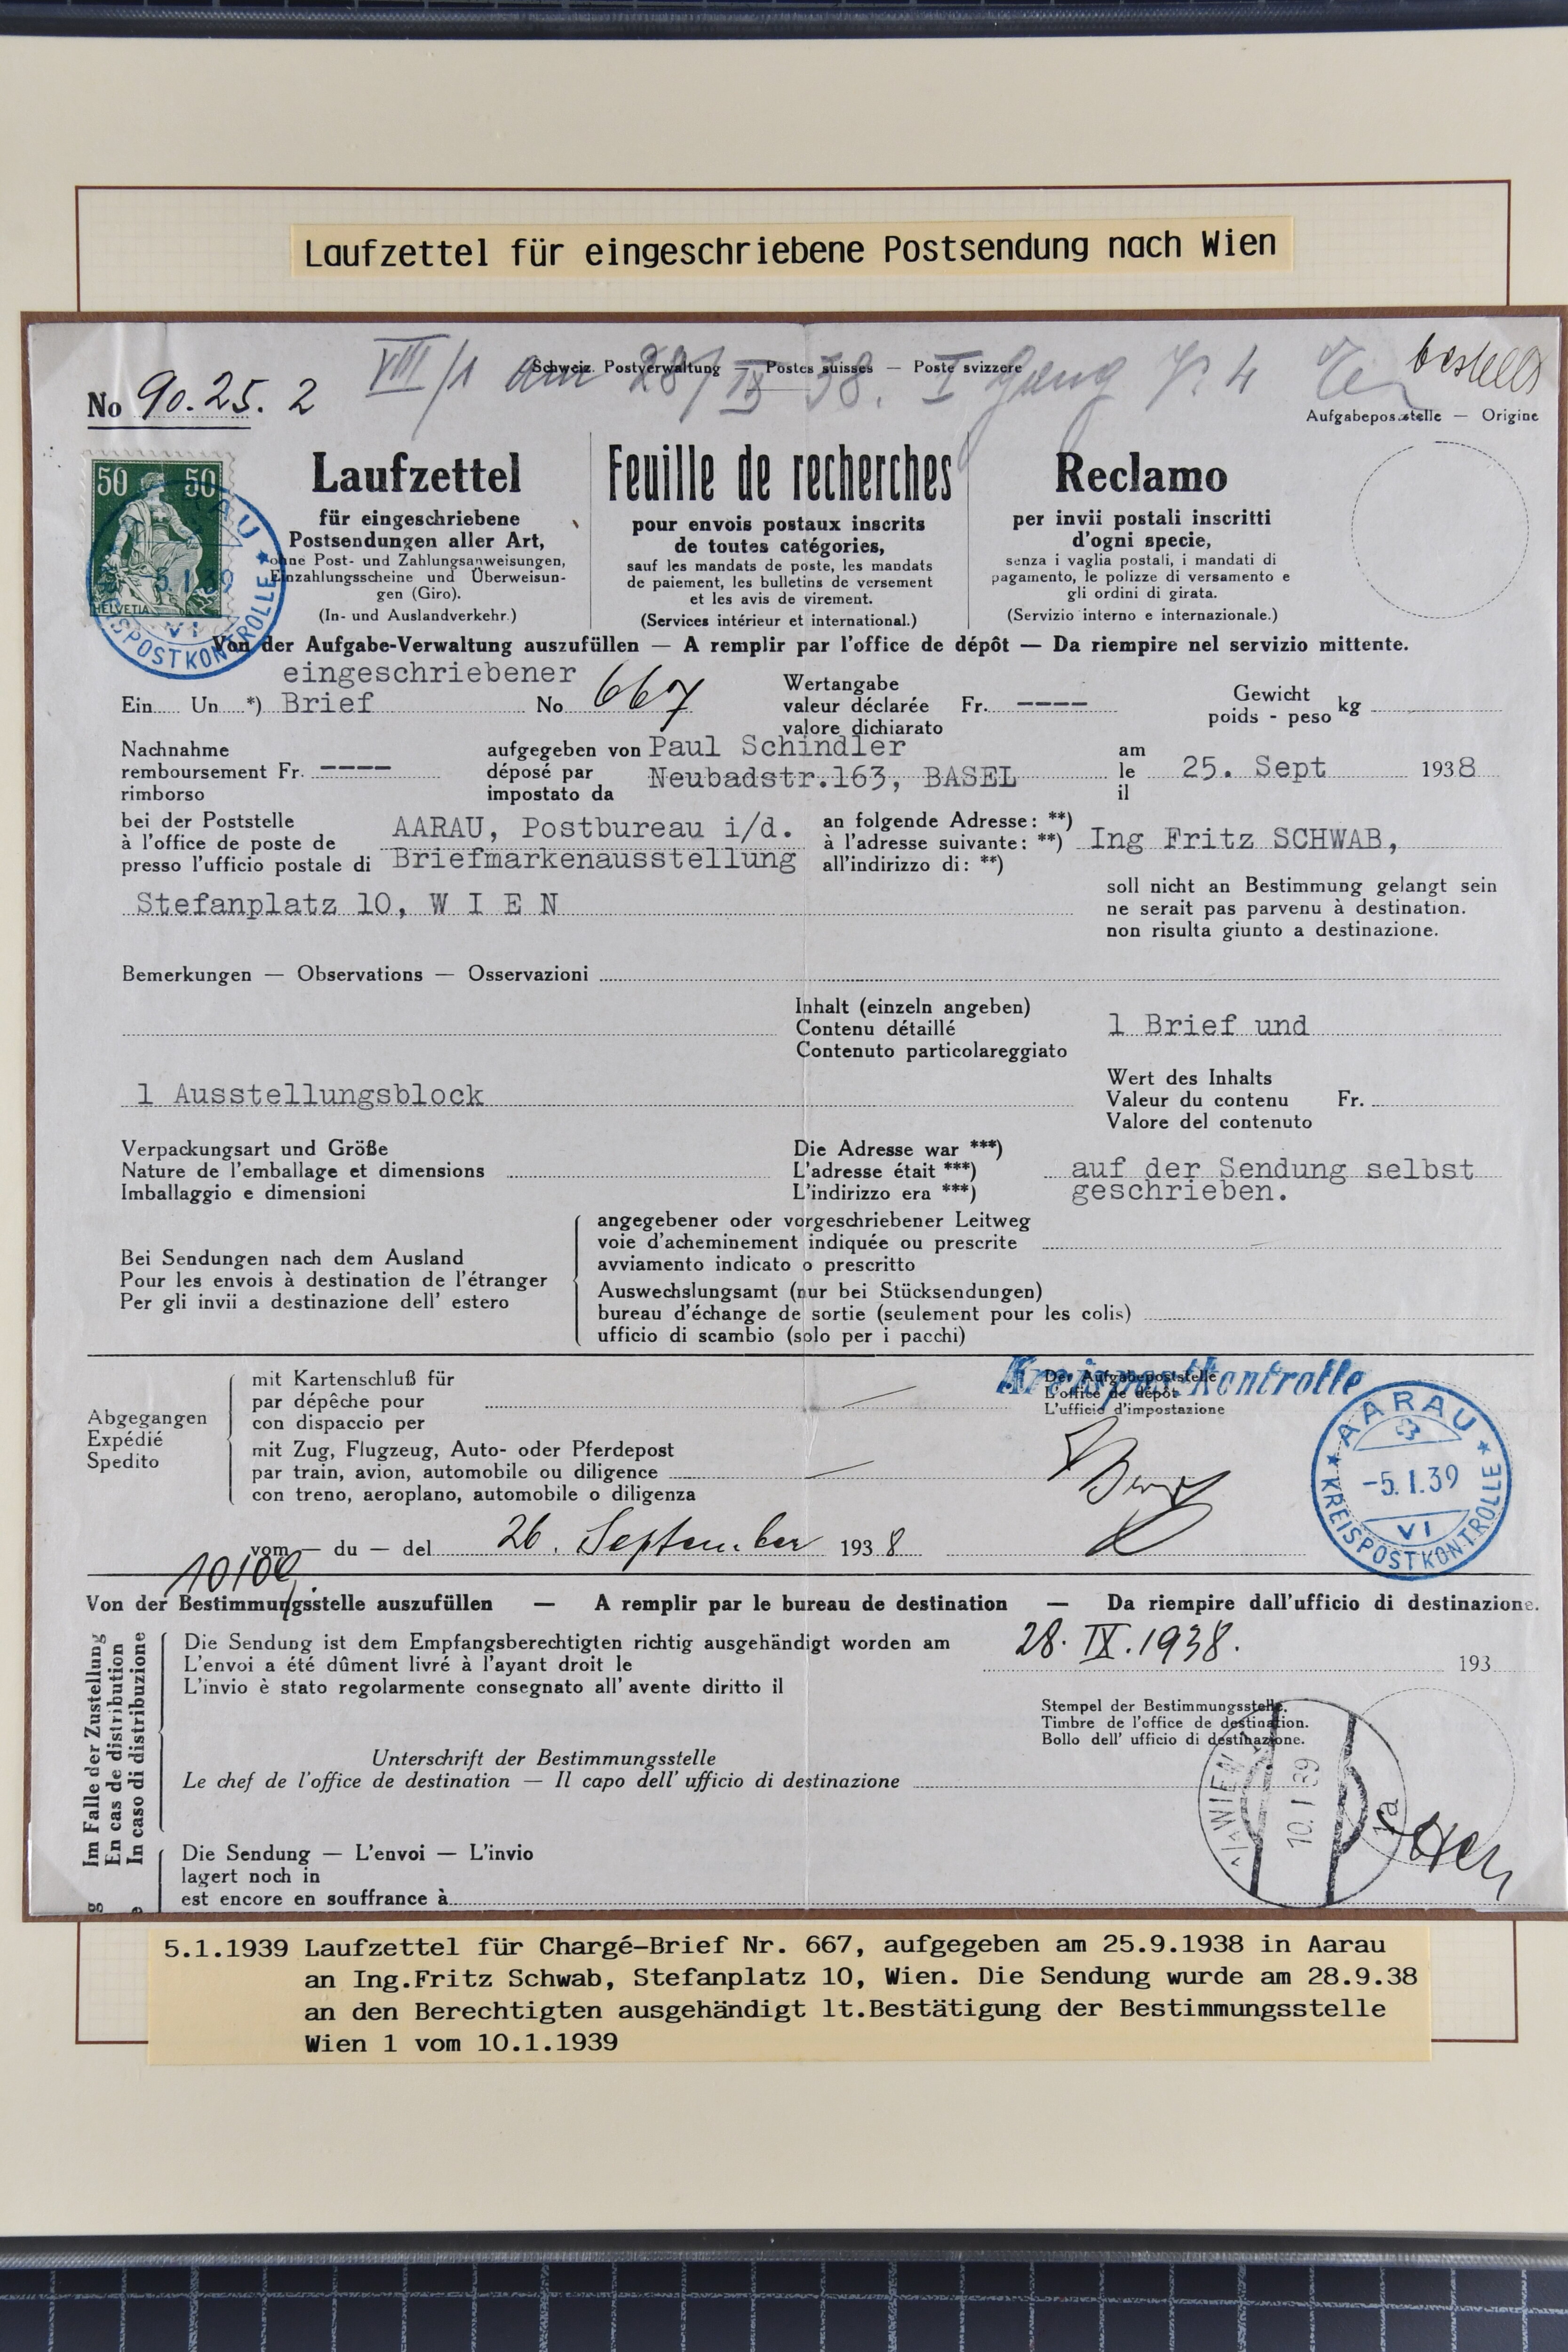 Laufzettel für eingeschriebene Postsendung nach Wien
VIII/1 am 28/IX 38. I Gang
bestellt
Schweiz. Postverwaltung — Postes suisses — Poste svizzere
No 90.25.2
Aufgabepoststelle — Origine
50 50
HELVETIA
AARAU
5.I.39
VI
KREISPOSTKONTROLLE
Laufzettel
für eingeschriebene
Postsendungen aller Art,
ohne Post- und Zahlungsanweisungen,
Einzahlungsscheine und Überweisun-
gen (Giro).
(In- und Auslandverkehr.)
Feuille de recherches
pour envois postaux inscrits
de toutes catégories,
sauf les mandats de poste, les mandats
de paiement, les bulletins de versement
et les avis de virement.
(Services intérieur et international.)
Reclamo
per invii postali inscritti
d'ogni specie,
senza i vaglia postali, i mandati di
pagamento, le polizze di versamento e
gli ordini di girata.
(Servizio interno e internazionale.)
Von der Aufgabe-Verwaltung auszufüllen — A remplir par l'office de dépôt — Da riempire nel servizio mittente.
eingeschriebener
Ein Un *) Brief No 667
Wertangabe
valeur déclarée Fr. ----
valore dichiarato
Gewicht
poids - peso kg
Nachnahme
remboursement Fr. ----
rimborso
aufgegeben von Paul Schindler
déposé par Neubadstr.163, BASEL
impostato da
am
le 25. Sept 1938
il
bei der Poststelle
à l'office de poste de
presso l'ufficio postale di
AARAU, Postbureau i/d.
Briefmarkenausstellung
an folgende Adresse: **)
à l'adresse suivante: **) Ing Fritz SCHWAB,
all'indirizzo di: **)
Stefanplatz 10, W I E N
soll nicht an Bestimmung gelangt sein
ne serait pas parvenu à destination.
non risulta giunto a destinazione.
Bemerkungen — Observations — Osservazioni
Inhalt (einzeln angeben)
Contenu détaillé 1 Brief und
Contenuto particolareggiato
1 Ausstellungsblock
Wert des Inhalts
Valeur du contenu Fr.
Valore del contenuto
Verpackungsart und Größe
Nature de l'emballage et dimensions
Imballaggio e dimensioni
Die Adresse war ***)
L'adresse était ***)
L'indirizzo era ***)
auf der Sendung selbst
geschrieben.
Bei Sendungen nach dem Ausland
Pour les envois à destination de l'étranger
Per gli invii a destinazione dell' estero
angegebener oder vorgeschriebener Leitweg
voie d'acheminement indiquée ou prescrite
avviamento indicato o prescritto
Auswechslungsamt (nur bei Stücksendungen)
bureau d'échange de sortie (seulement pour les colis)
ufficio di scambio (solo per i pacchi)
Abgegangen
Expédié
Spedito
mit Kartenschluß für
par dépêche pour
con dispaccio per
mit Zug, Flugzeug, Auto- oder Pferdepost
par train, avion, automobile ou diligence
con treno, aeroplano, automobile o diligenza
Kreispostkontrolle
Der Aufgabepoststelle
L'office de dépôt
L'ufficio d'impostazione
AARAU
-5.I.39
VI
KREISPOSTKONTROLLE
vom — du — del 26. September 1938
Von der Bestimmungsstelle auszufüllen — A remplir par le bureau de destination — Da riempire dall'ufficio di destinazione.
Im Falle der Zustellung
En cas de distribution
In caso di distribuzione
Die Sendung ist dem Empfangsberechtigten richtig ausgehändigt worden am
L'envoi a été dûment livré à l'ayant droit le
L'invio è stato regolarmente consegnato all' avente diritto il
28. IX. 1938.
193
Stempel der Bestimmungsstelle.
Timbre de l'office de destination.
Bollo dell' ufficio di destinazione.
Unterschrift der Bestimmungsstelle
Le chef de l'office de destination — Il capo dell' ufficio di destinazione
WIEN
10.I.39
1a
Die Sendung — L'envoi — L'invio
lagert noch in
est encore en souffrance à
5.1.1939 Laufzettel für Chargé-Brief Nr. 667, aufgegeben am 25.9.1938 in Aarau
an Ing.Fritz Schwab, Stefanplatz 10, Wien. Die Sendung wurde am 28.9.38
an den Berechtigten ausgehändigt lt.Bestätigung der Bestimmungsstelle
Wien 1 vom 10.1.1939